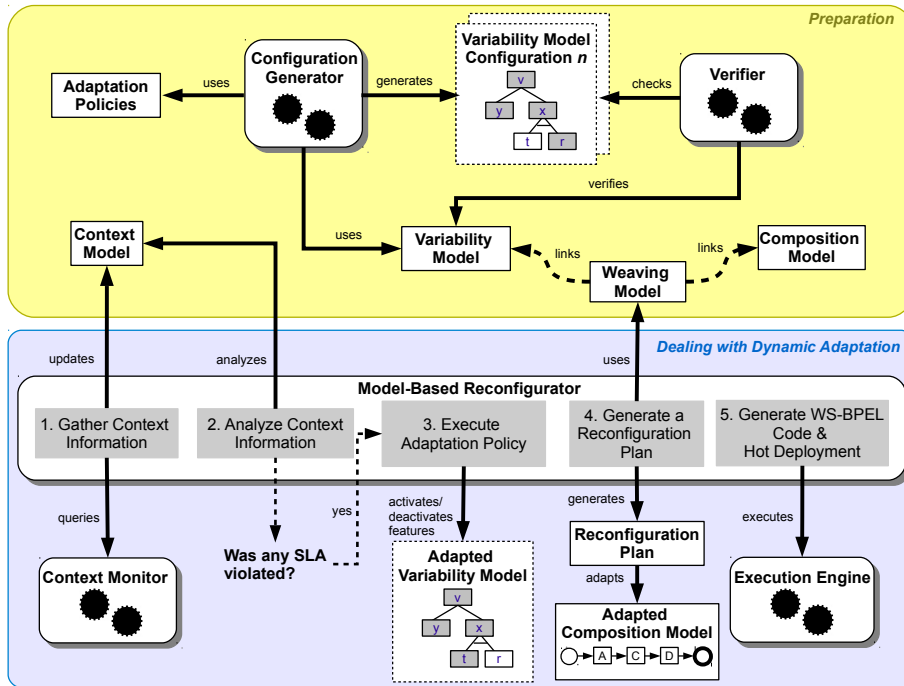 Preparation
Configuration
Generator
Variability Model
Configuration n
Verifier
Adaptation
Policies
uses
generates
checks
v
y
x
t
r
verifies
Context
Model
uses
Variability
Model
links
Weaving
Model
links
Composition
Model
Dealing with Dynamic Adaptation
updates
analyzes
uses
Model-Based Reconfigurator
1. Gather Context
Information
2. Analyze Context
Information
3. Execute
Adaptation Policy
4. Generate a
Reconfiguration
Plan
5. Generate WS-BPEL
Code &
Hot Deployment
queries
yes
activates/
deactivates
features
generates
executes
Was any SLA
violated?
Reconfiguration
Plan
adapts
Context Monitor
Adapted
Variability Model
v
y
x
t
r
Adapted
Composition Model
A
C
D
Execution Engine